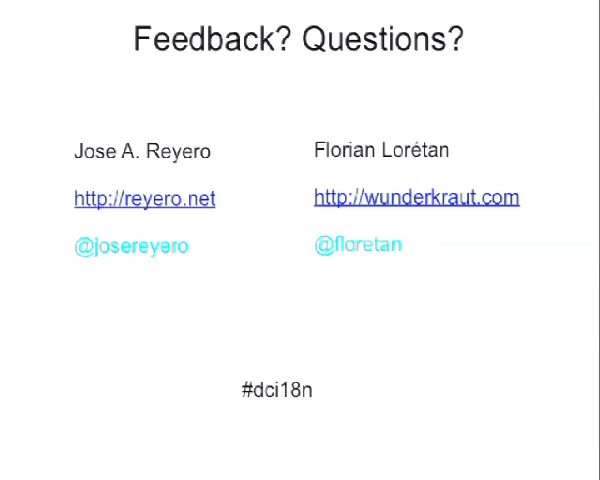 Feedback? Questions?
Jose A. Reyero
http://reyero.net
@josereyero
Florian Lorétan
http://wunderkraut.com
@floretan
#dci18n